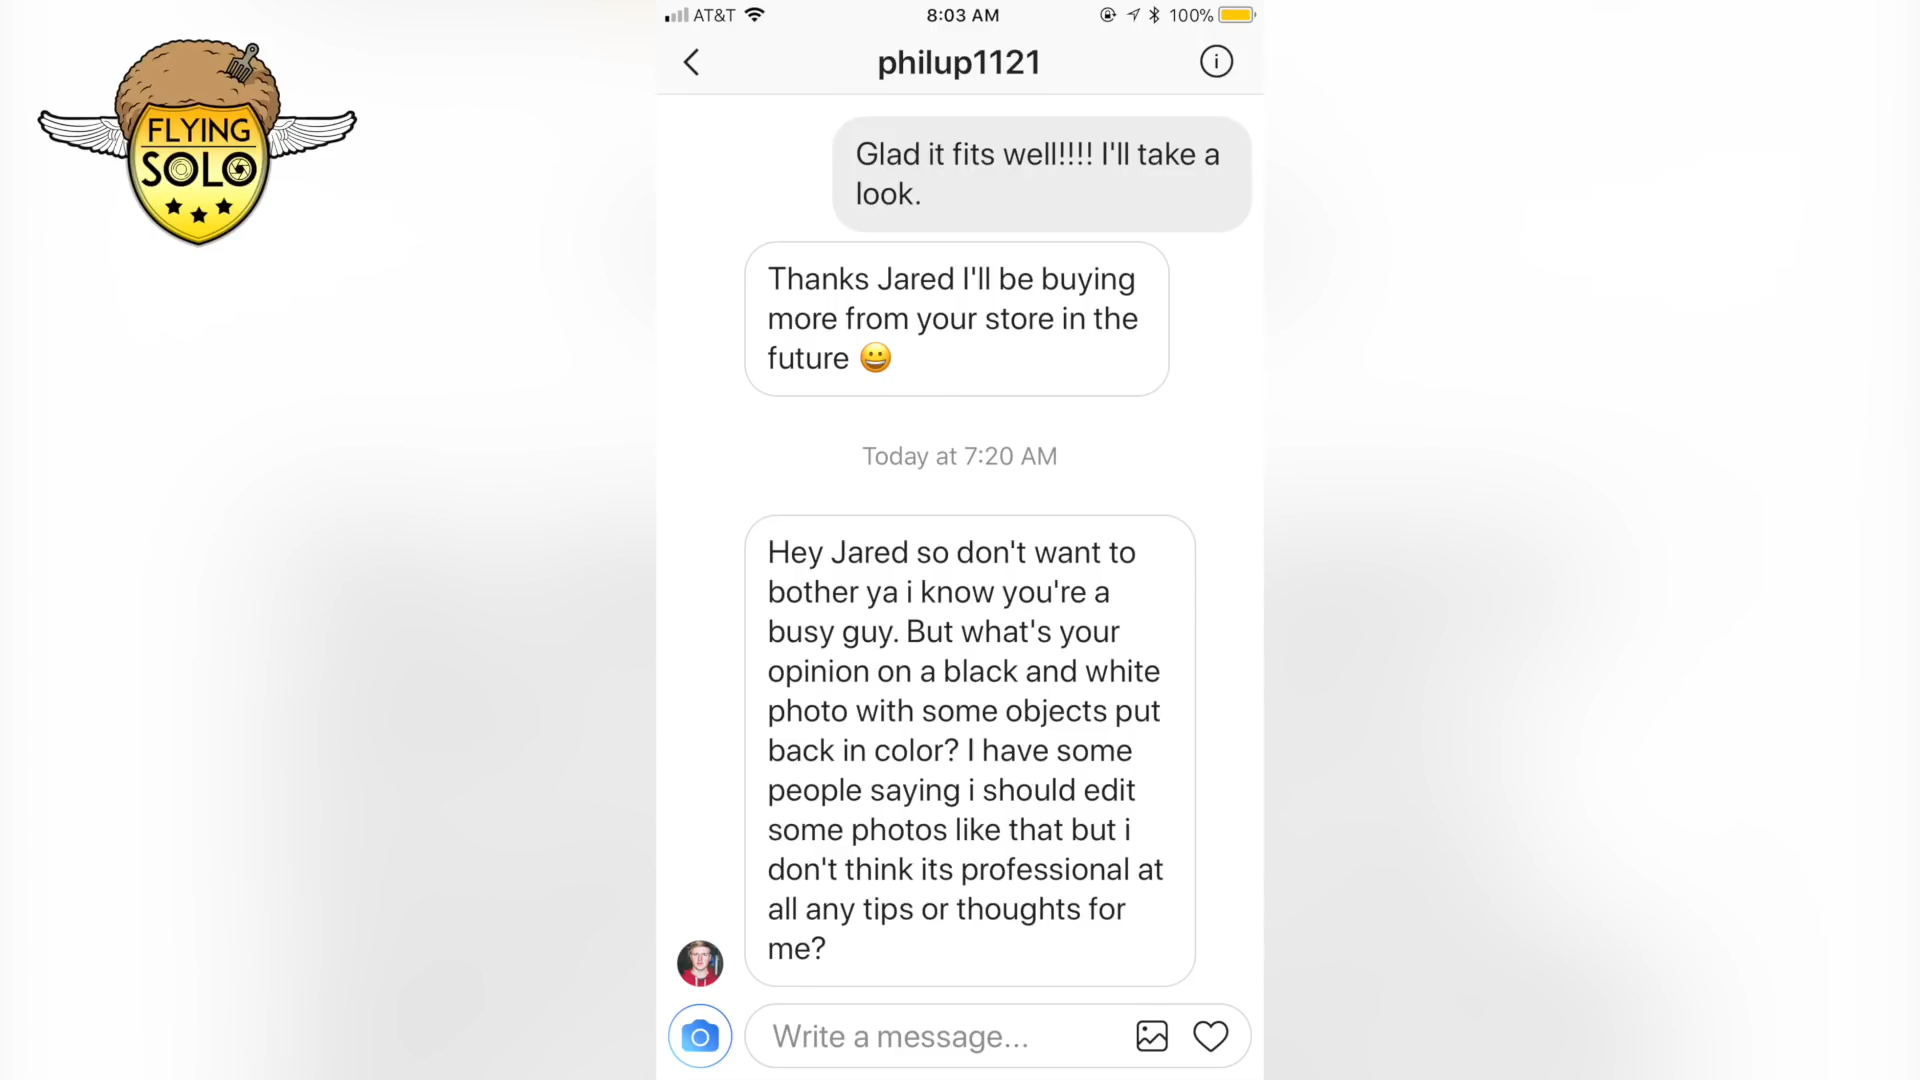 AT&T
8:03 AM
100%
philup1121
FLYING
SOLO
Glad it fits well!!!! I'll take a
look.
Thanks Jared I'll be buying
more from your store in the
future 😀
Today at 7:20 AM
Hey Jared so don't want to
bother ya i know you're a
busy guy. But what's your
opinion on a black and white
photo with some objects put
back in color? I have some
people saying i should edit
some photos like that but i
don't think its professional at
all any tips or thoughts for
me?
Write a message...